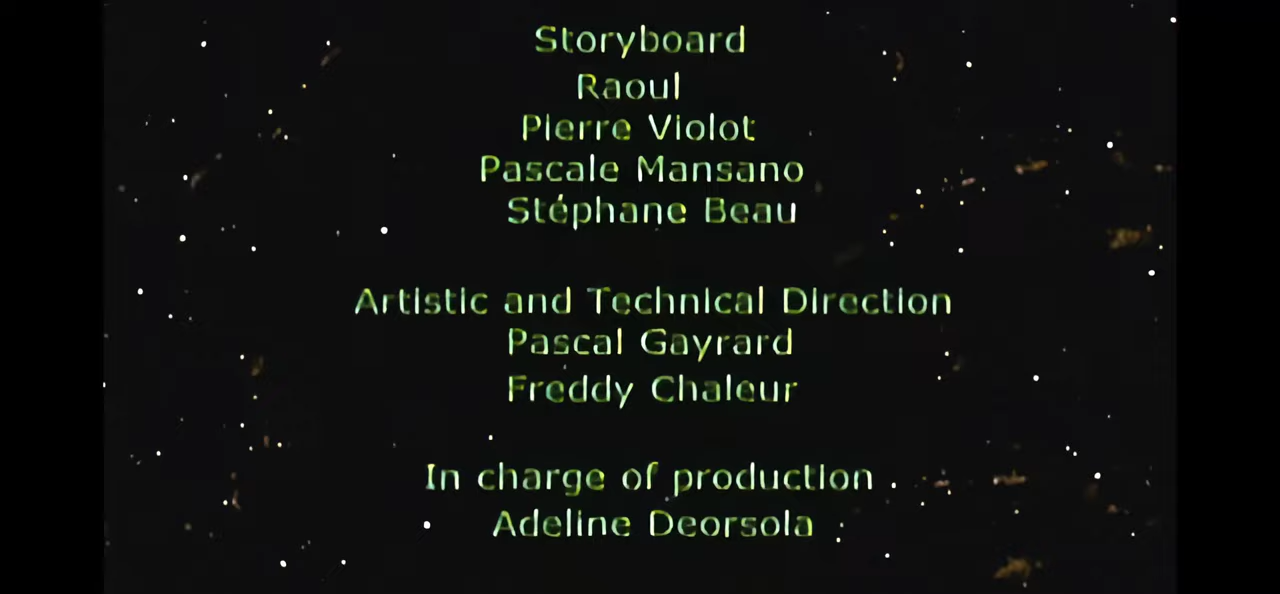 Storyboard
Raoul
Pierre Violot
Pascale Mansano
Stéphane Beau
Artistic and Technical Direction
Pascal Gayrard
Freddy Chaleur
In charge of production
Adeline Deorsola